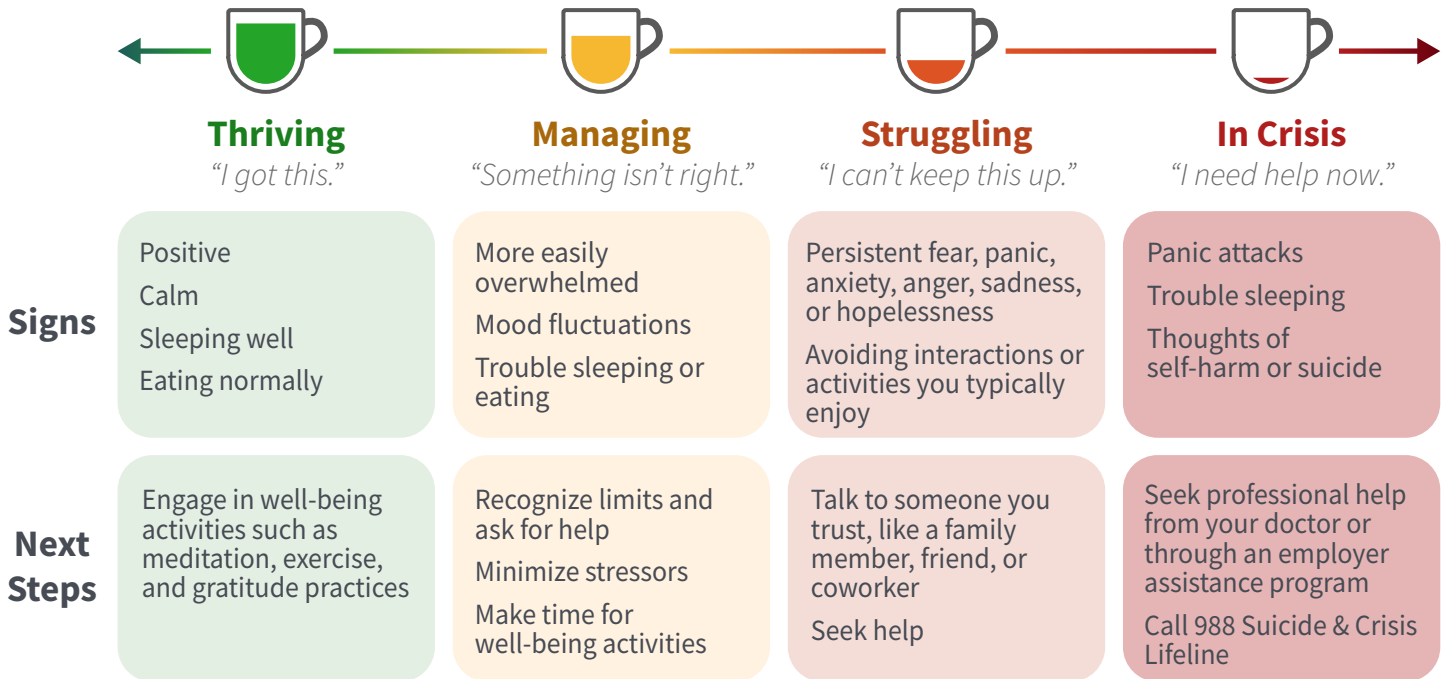 Thriving
“I got this.”
Managing
“Something isn’t right.”
Struggling
“I can’t keep this up.”
In Crisis
“I need help now.”
Signs
Positive
Calm
Sleeping well
Eating normally
More easily
overwhelmed
Mood fluctuations
Trouble sleeping or
eating
Persistent fear, panic,
anxiety, anger, sadness,
or hopelessness
Avoiding interactions or
activities you typically
enjoy
Panic attacks
Trouble sleeping
Thoughts of
self-harm or suicide
Next
Steps
Engage in well-being
activities such as
meditation, exercise,
and gratitude practices
Recognize limits and
ask for help
Minimize stressors
Make time for
well-being activities
Talk to someone you
trust, like a family
member, friend, or
coworker
Seek help
Seek professional help
from your doctor or
through an employer
assistance program
Call 988 Suicide & Crisis
Lifeline